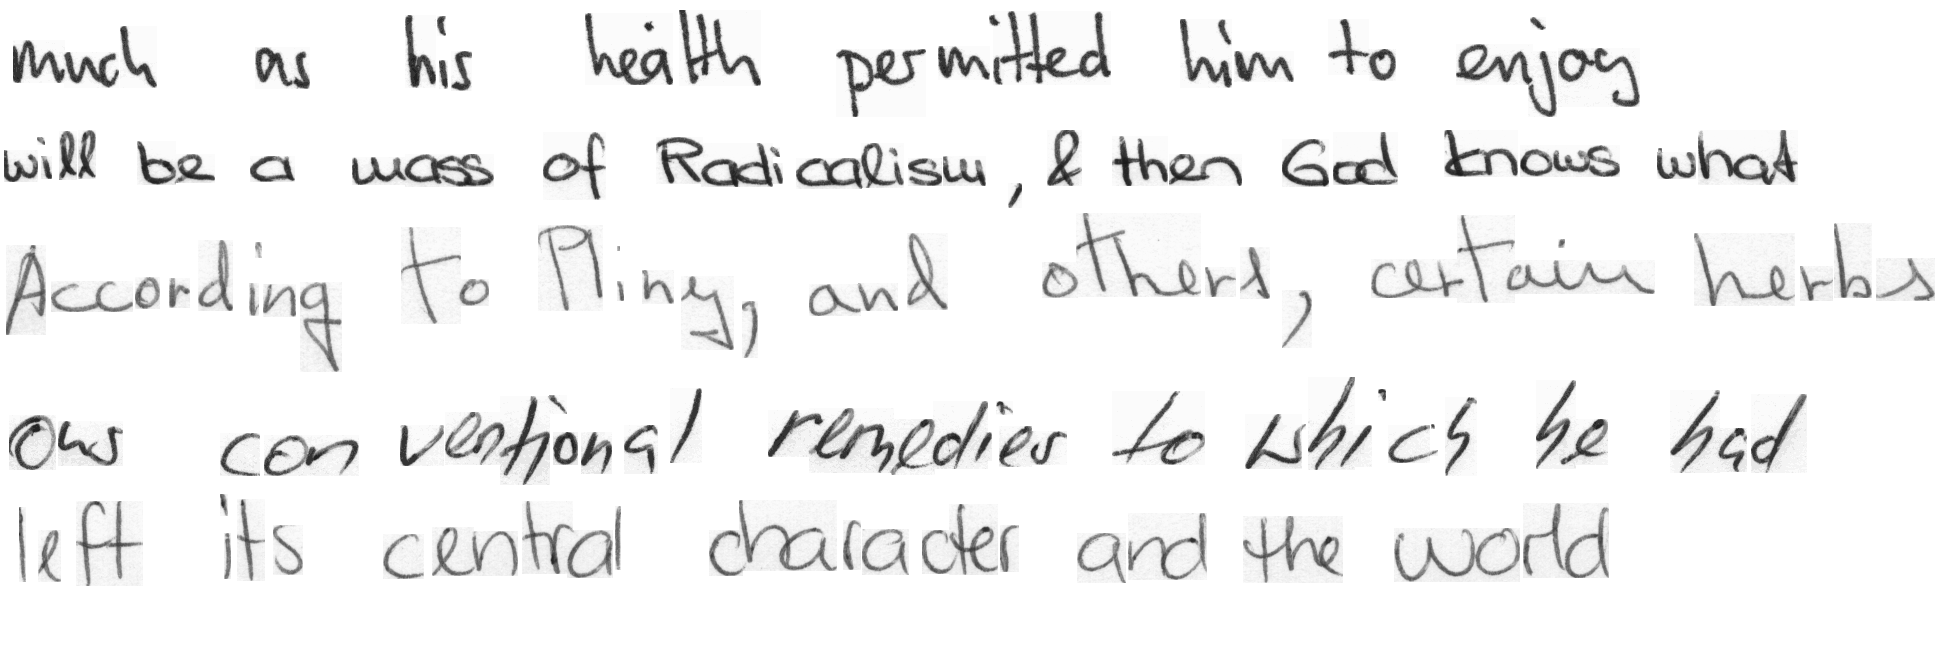 much as his health permitted him to enjoy
will be a mass of Radicalism, & then God knows what
According to Pliny, and others, certain herbs
ous conventional remedies to which he had
left its central character and the world